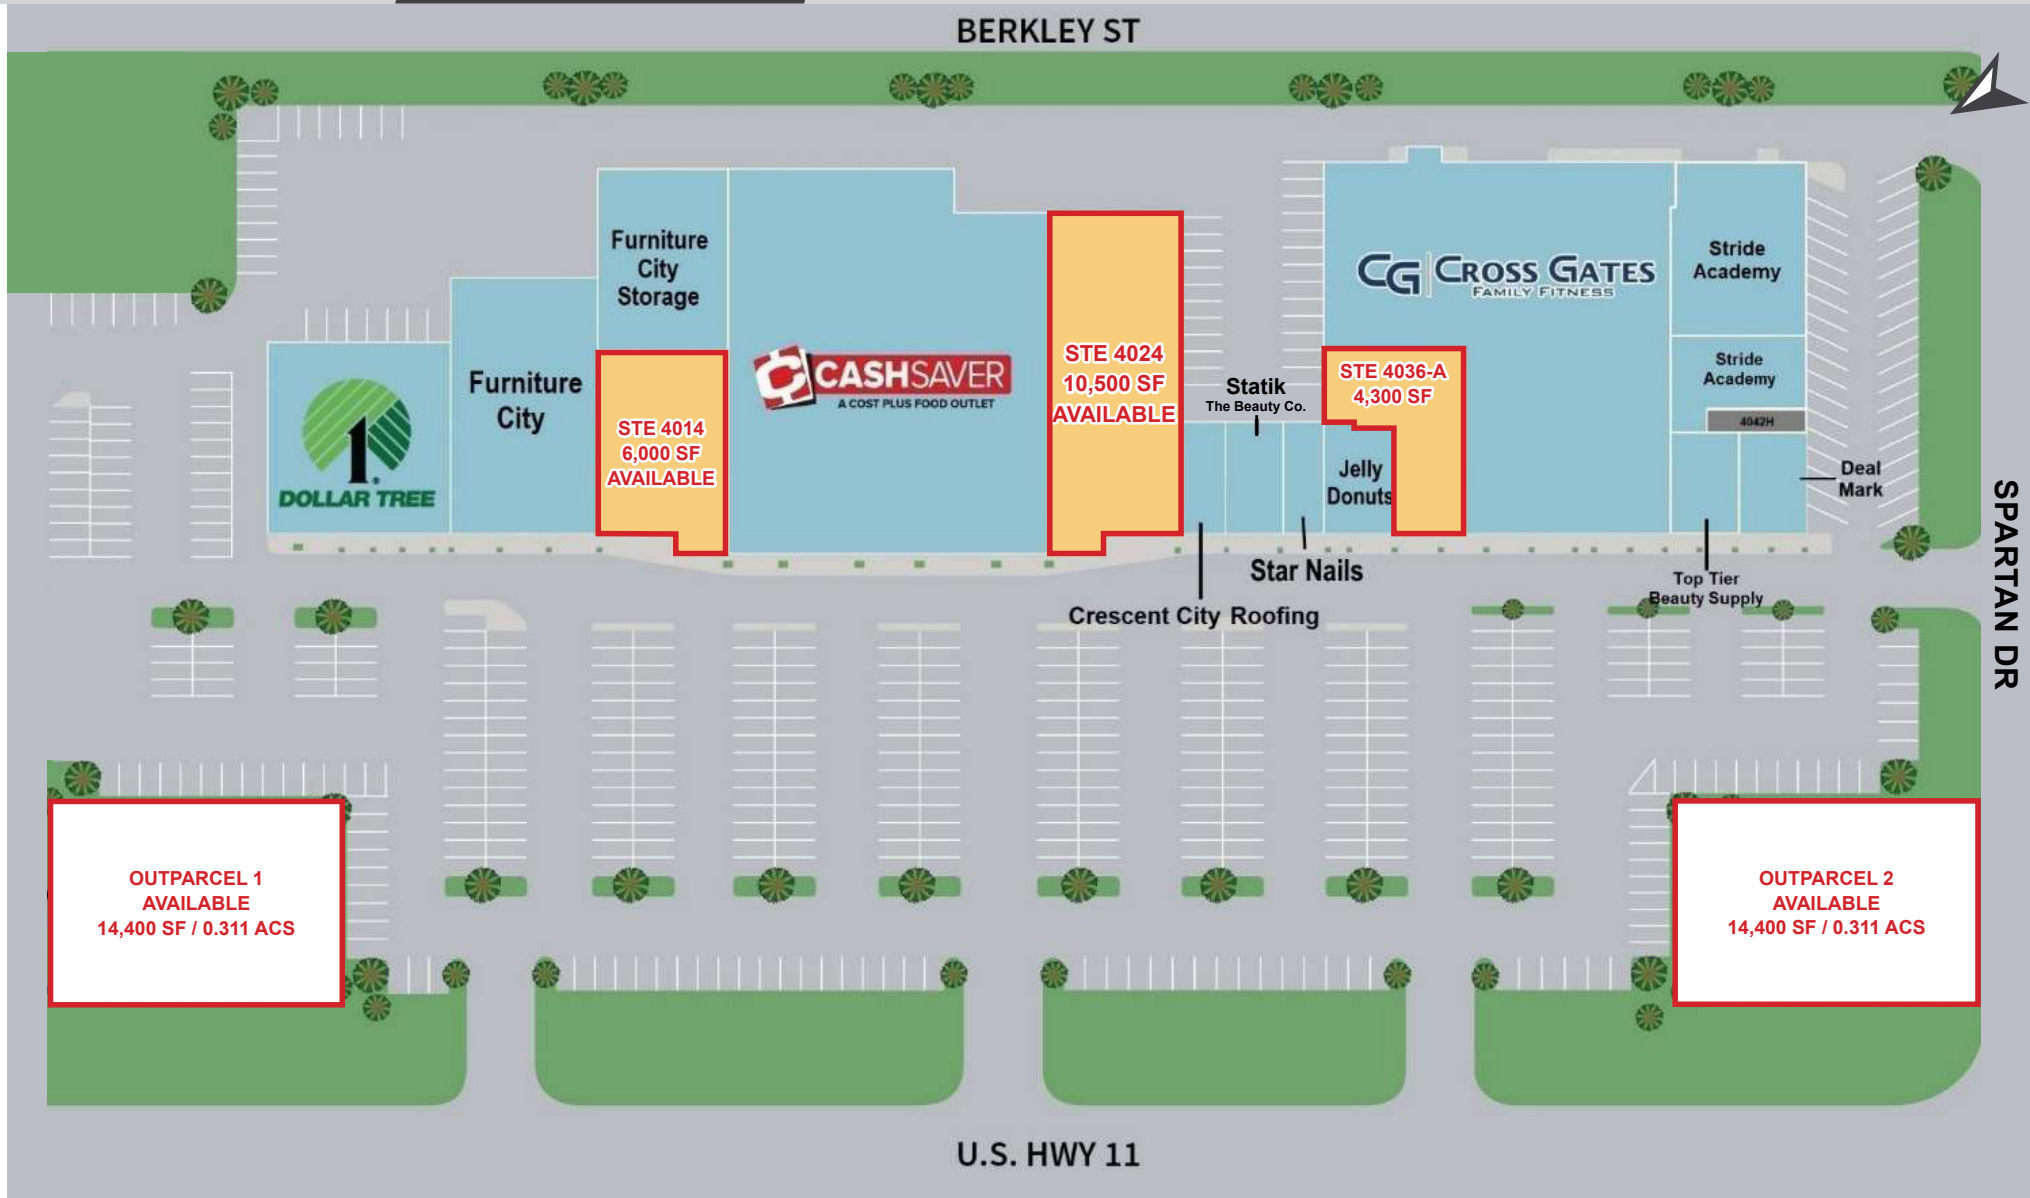 BERKLEY ST
Furniture
City
Storage
CG CROSS GATES
FAMILY FITNESS
Stride
Academy
STE 4024
10,500 SF
AVAILABLE
CASHSAVER
A COST PLUS FOOD OUTLET
STE 4036-A
4,300 SF
Stride
Academy
Furniture
City
Statik
The Beauty Co.
4042H
STE 4014
6,000 SF
AVAILABLE
1
DOLLAR TREE
Jelly
Donuts
Deal
Mark
SPARTAN DR
Star Nails
Top Tier
Beauty Supply
Crescent City Roofing
OUTPARCEL 1
AVAILABLE
14,400 SF / 0.311 ACS
OUTPARCEL 2
AVAILABLE
14,400 SF / 0.311 ACS
U.S. HWY 11